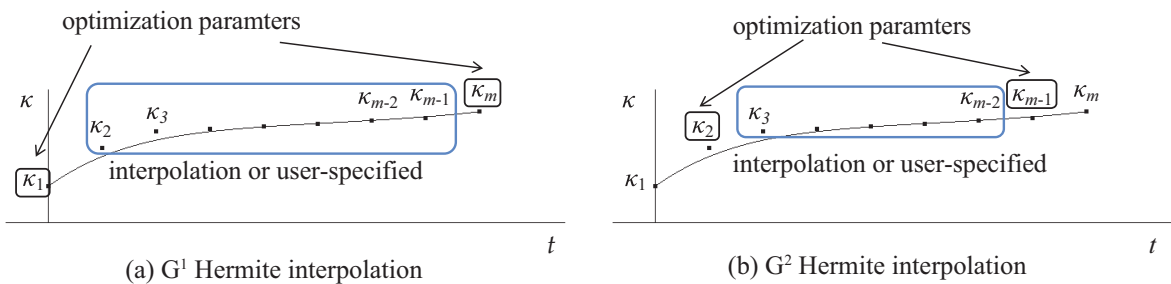 optimization paramters
κ
κ1
κ2
κ3
κm-2
κm-1
κm
interpolation or user-specified
t
(a) G1 Hermite interpolation
optimization paramters
κ
κ1
κ2
κ3
κm-2
κm-1
κm
interpolation or user-specified
t
(b) G2 Hermite interpolation